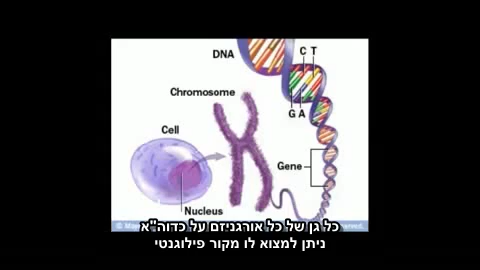 DNA
C T
Chromosome
G A
Cell
Gene
Nucleus
כל גן של כל אורגניזם על כדוה"א
ניתן למצוא לו מקור פילוגנטי